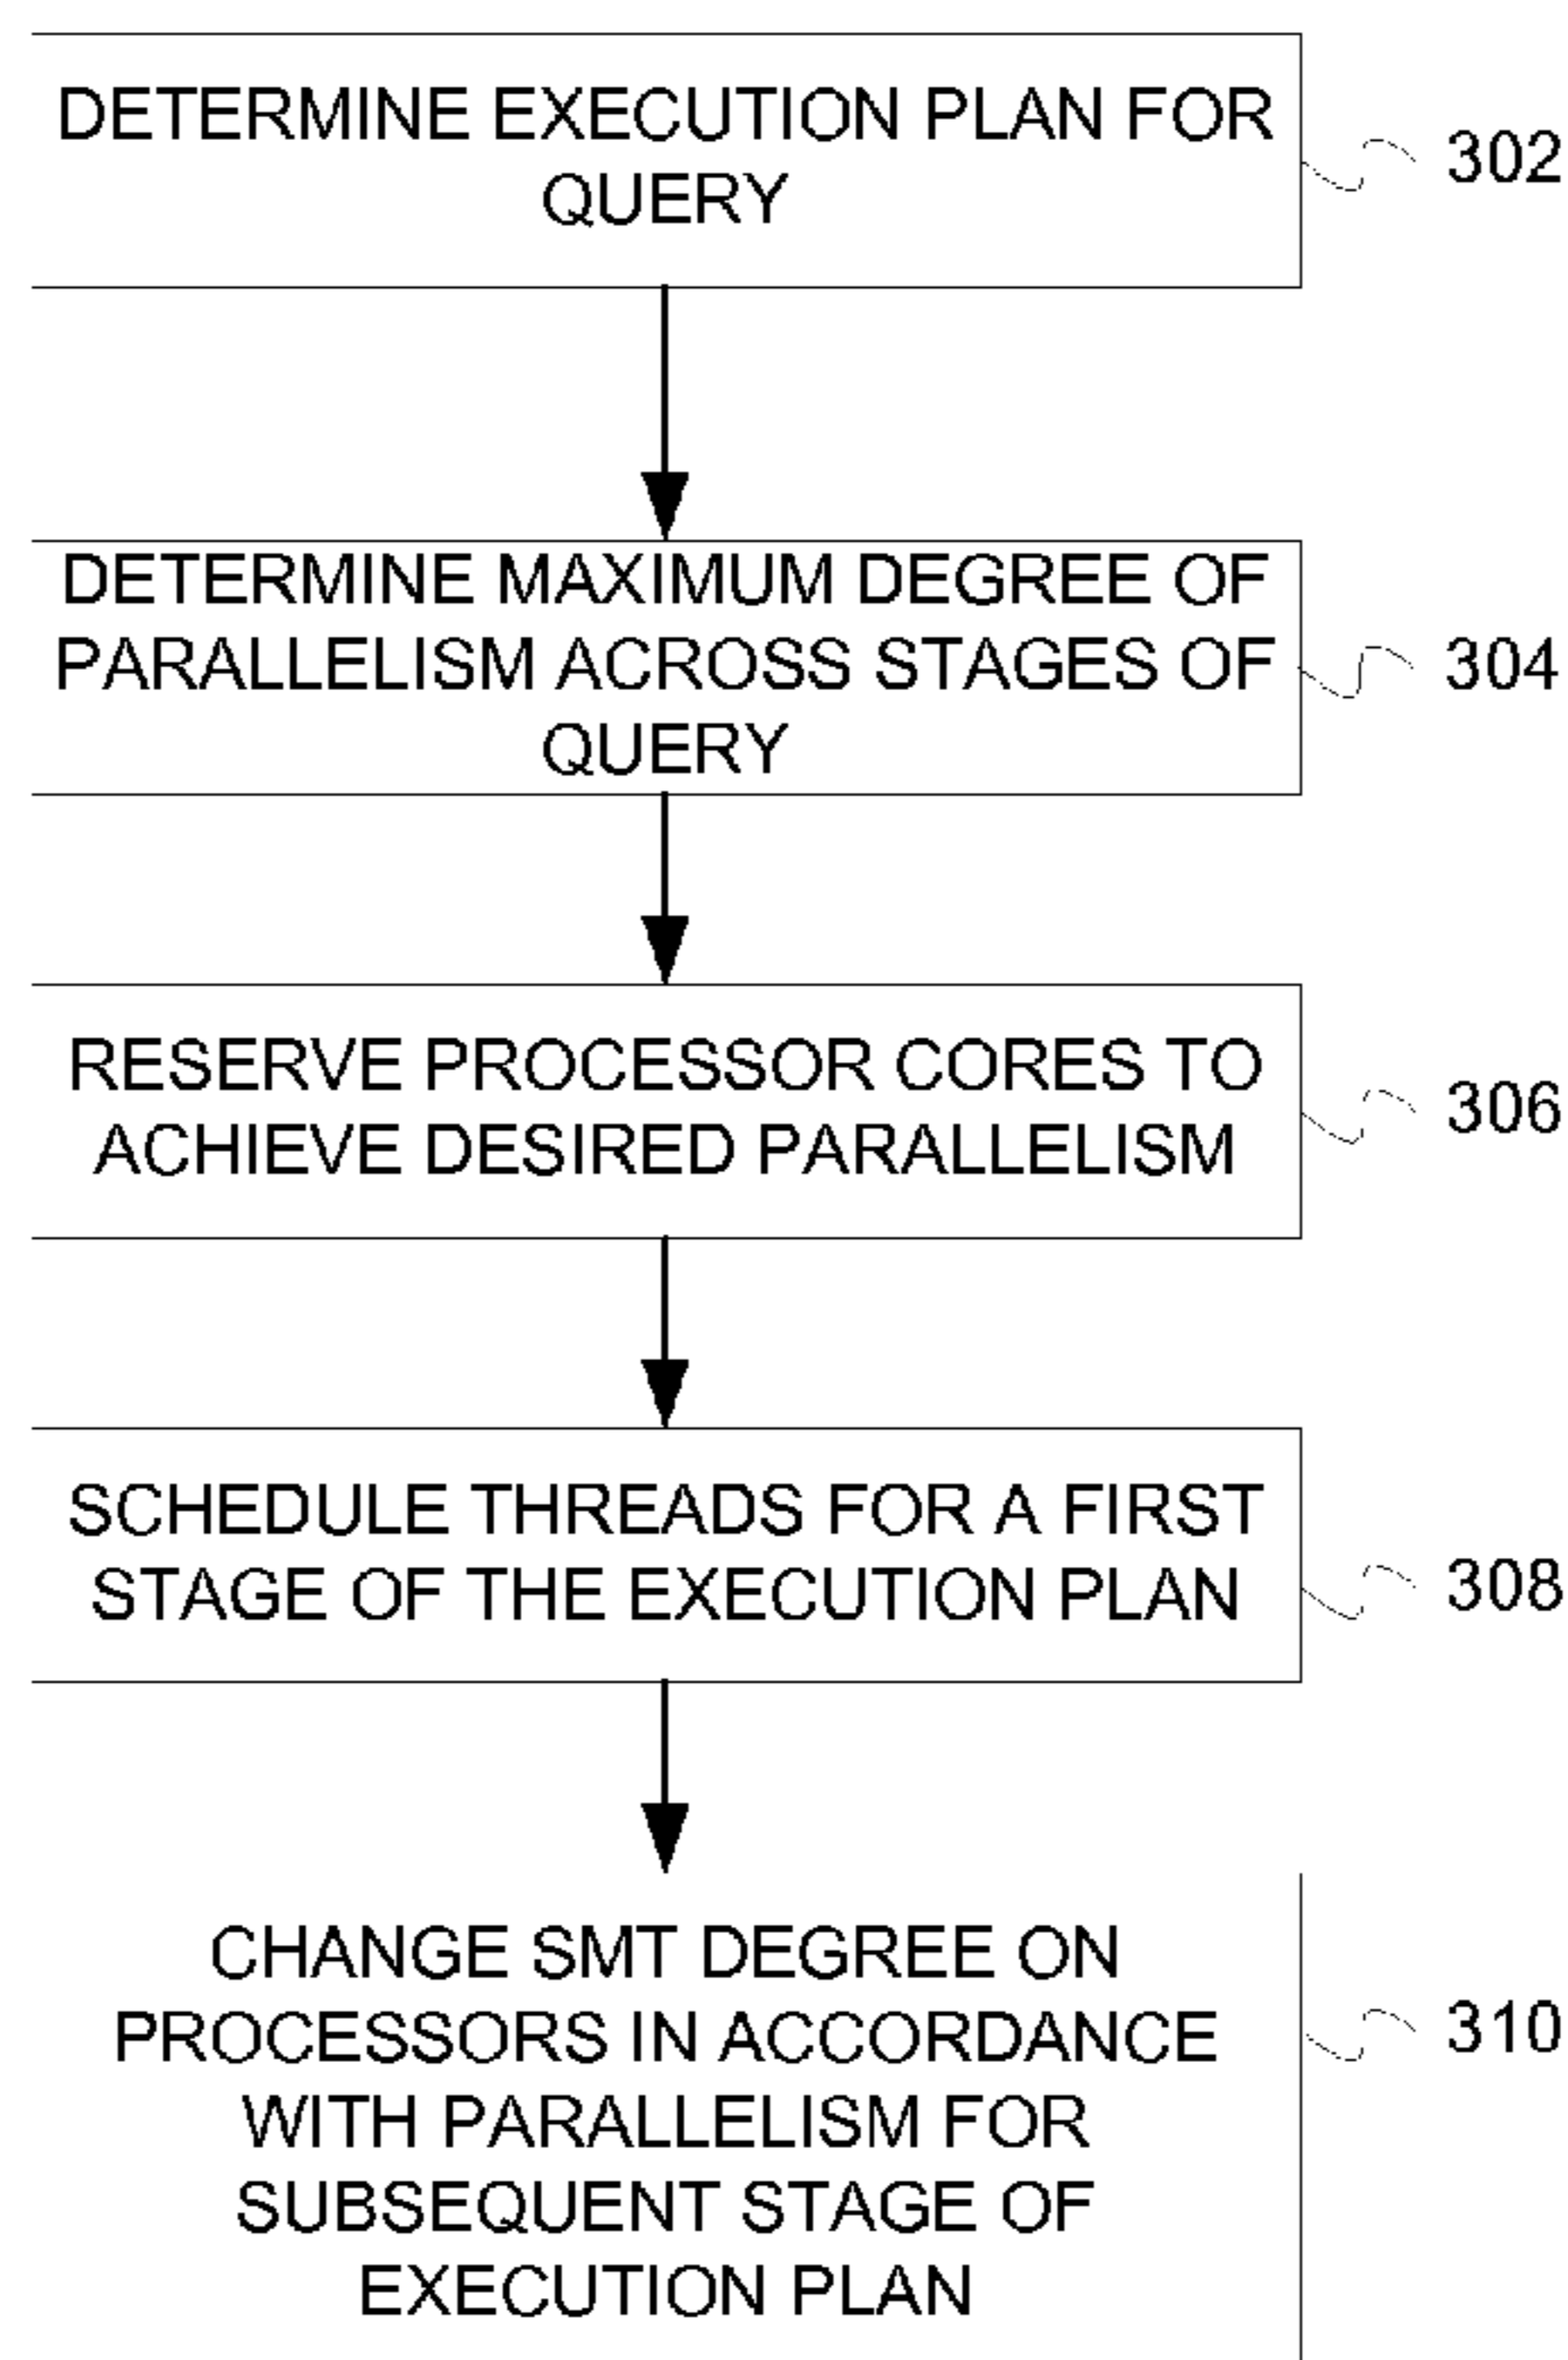 DETERMINE EXECUTION PLAN FOR
QUERY
302
DETERMINE MAXIMUM DEGREE OF
PARALLELISM ACROSS STAGES OF
QUERY
304
RESERVE PROCESSOR CORES TO
ACHIEVE DESIRED PARALLELISM
306
SCHEDULE THREADS FOR A FIRST
STAGE OF THE EXECUTION PLAN
308
CHANGE SMT DEGREE ON
PROCESSORS IN ACCORDANCE
WITH PARALLELISM FOR
SUBSEQUENT STAGE OF
EXECUTION PLAN
310